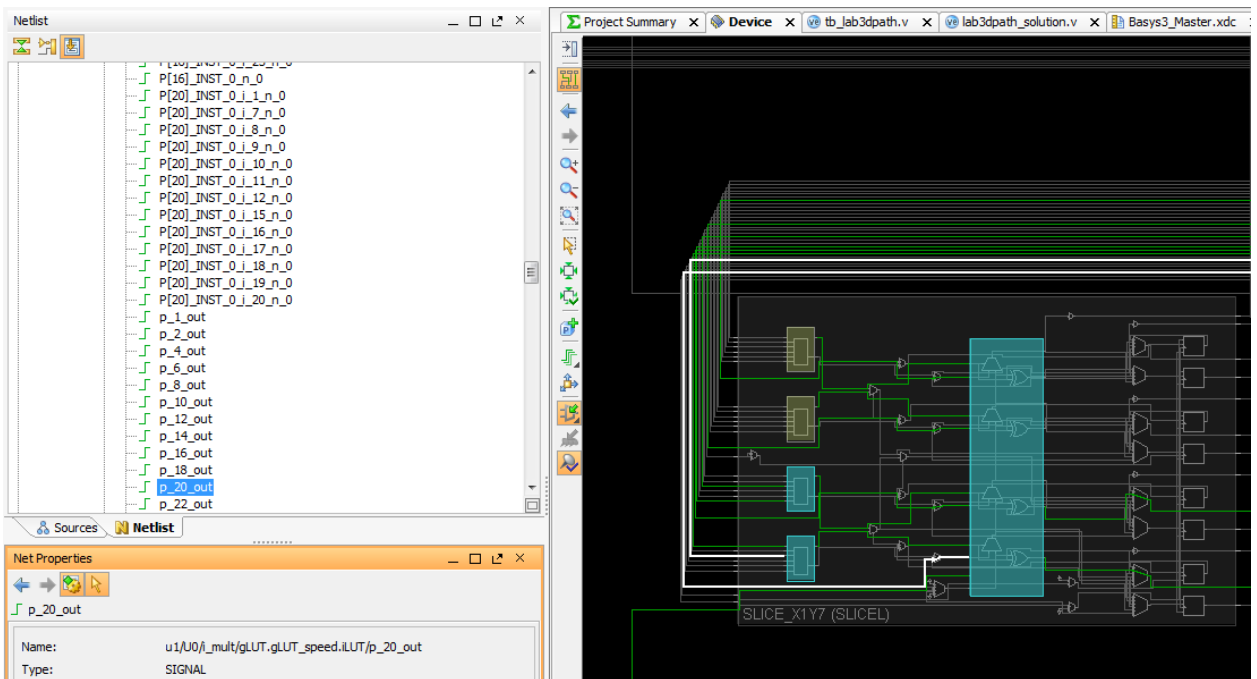 Netlist
Project Summary
Device
tb_lab3dpath.v
lab3dpath_solution.v
Basys3_Master.xdc
P[16]_INST_0_n_0
P[20]_INST_0_i_1_n_0
P[20]_INST_0_i_7_n_0
P[20]_INST_0_i_8_n_0
P[20]_INST_0_i_9_n_0
P[20]_INST_0_i_10_n_0
P[20]_INST_0_i_11_n_0
P[20]_INST_0_i_12_n_0
P[20]_INST_0_i_15_n_0
P[20]_INST_0_i_16_n_0
P[20]_INST_0_i_17_n_0
P[20]_INST_0_i_18_n_0
P[20]_INST_0_i_19_n_0
P[20]_INST_0_i_20_n_0
p_1_out
p_2_out
p_4_out
p_6_out
p_8_out
p_10_out
p_12_out
p_14_out
p_16_out
p_18_out
p_20_out
p_22_out
Sources
Netlist
Net Properties
p_20_out
Name: u1/U0/i_mult/gLUT.gLUT_speed.iLUT/p_20_out
Type: SIGNAL
SLICE_X1Y7 (SLICEL)